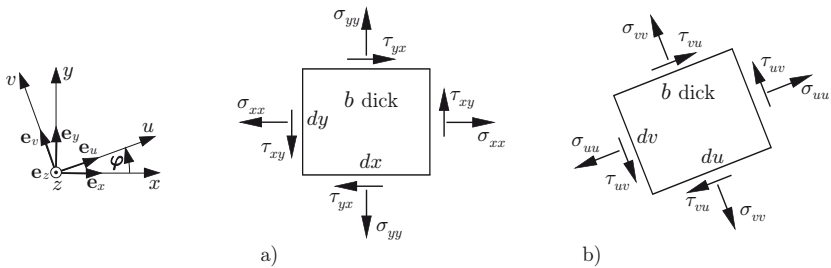 v
y
u
e_v
e_y
e_u
φ
e_z
z
e_x
x
σ_yy
τ_yx
b dick
σ_xx
dy
τ_xy
τ_xy
σ_xx
dx
τ_yx
σ_yy
a)
σ_vv
τ_vu
b dick
τ_uv
σ_uu
σ_uu
dv
τ_uv
du
τ_vu
σ_vv
b)